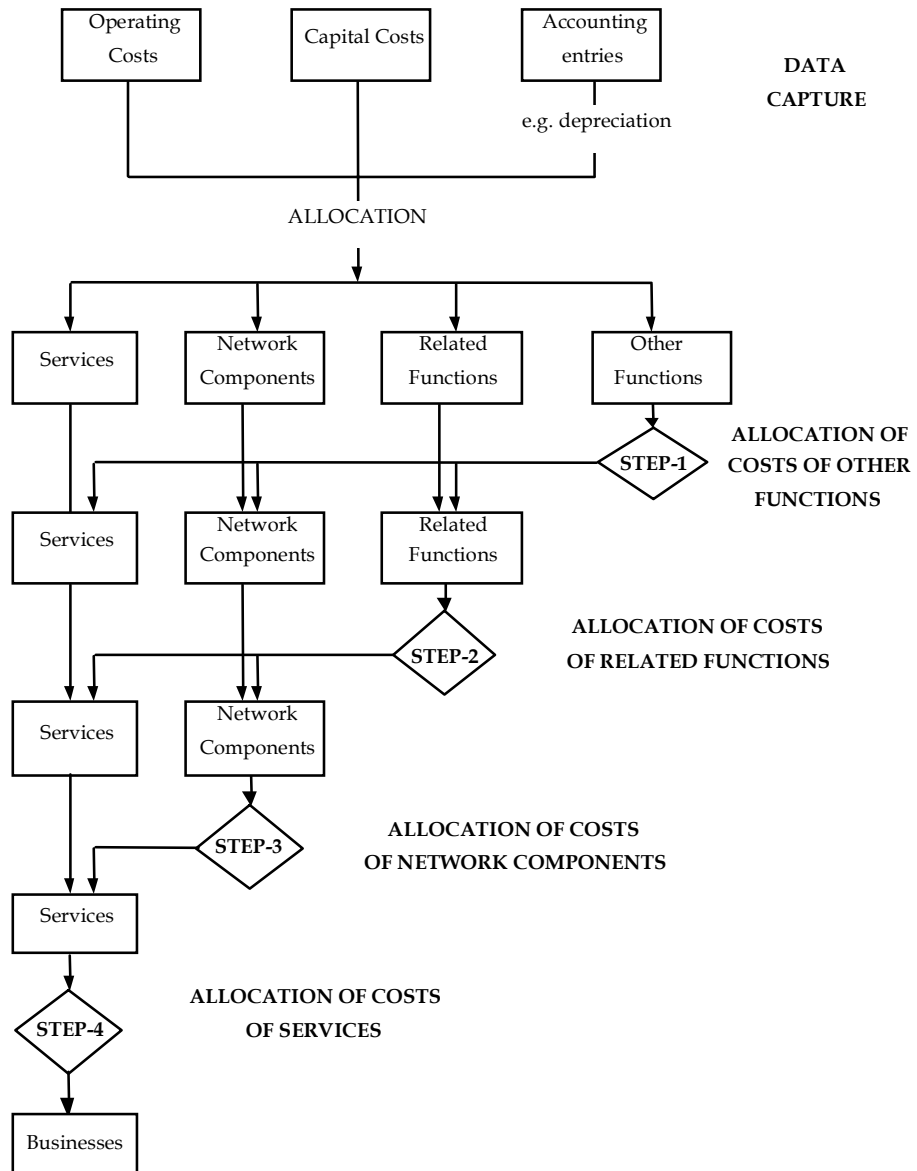 Operating
Costs
Capital Costs
Accounting
entries
DATA
CAPTURE
e.g. depreciation
ALLOCATION
Services
Network
Components
Related
Functions
Other
Functions
STEP-1
ALLOCATION OF
COSTS OF OTHER
FUNCTIONS
Services
Network
Components
Related
Functions
STEP-2
ALLOCATION OF COSTS
OF RELATED FUNCTIONS
Services
Network
Components
STEP-3
ALLOCATION OF COSTS
OF NETWORK COMPONENTS
Services
STEP-4
ALLOCATION OF COSTS
OF SERVICES
Businesses